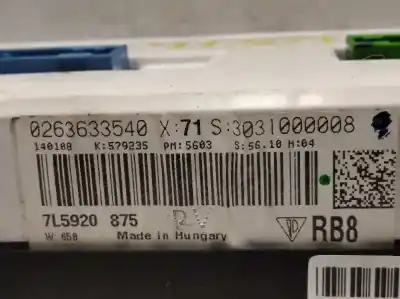 0263633540 X:71 S:3031000008
140108 K:579235 PM:5603 S:56.10 H:04
7L5920 875
W: 658 Made in Hungary RB8